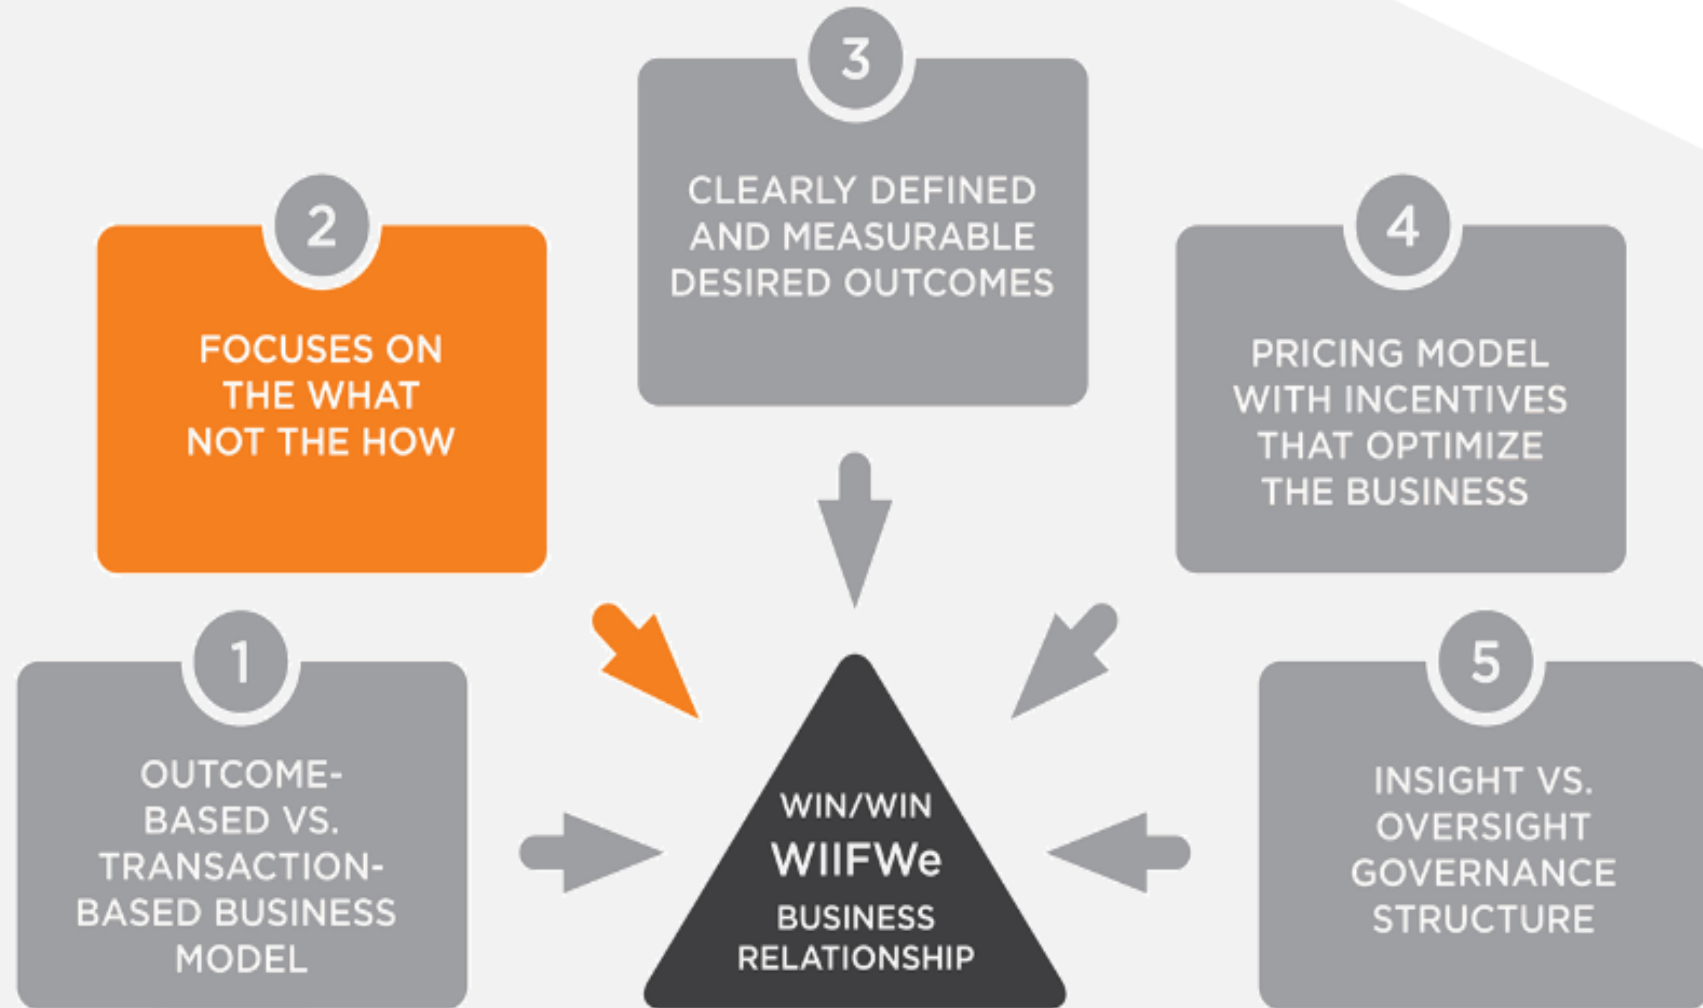 1
OUTCOME-
BASED VS.
TRANSACTION-
BASED BUSINESS
MODEL
2
FOCUSES ON
THE WHAT
NOT THE HOW
3
CLEARLY DEFINED
AND MEASURABLE
DESIRED OUTCOMES
4
PRICING MODEL
WITH INCENTIVES
THAT OPTIMIZE
THE BUSINESS
5
INSIGHT VS.
OVERSIGHT
GOVERNANCE
STRUCTURE
WIN/WIN
WIIFWe
BUSINESS
RELATIONSHIP